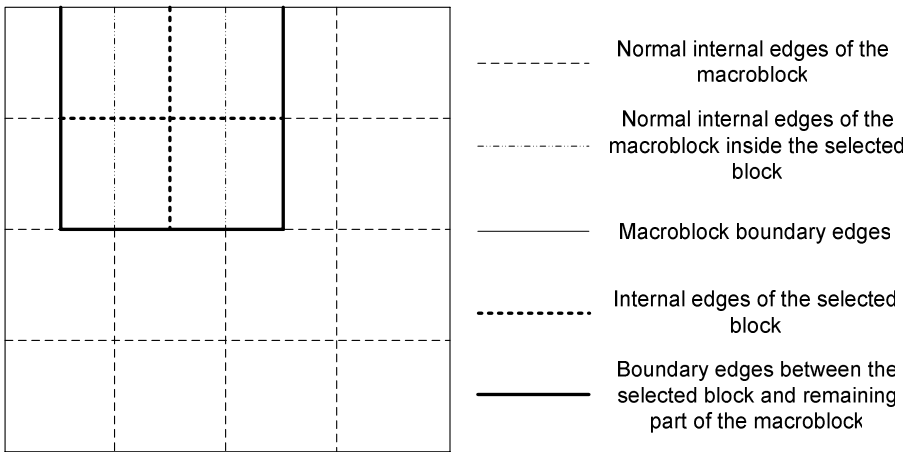 Normal internal edges of the
macroblock
Normal internal edges of the
macroblock inside the selected
block
Macroblock boundary edges
Internal edges of the selected
block
Boundary edges between the
selected block and remaining
part of the macroblock